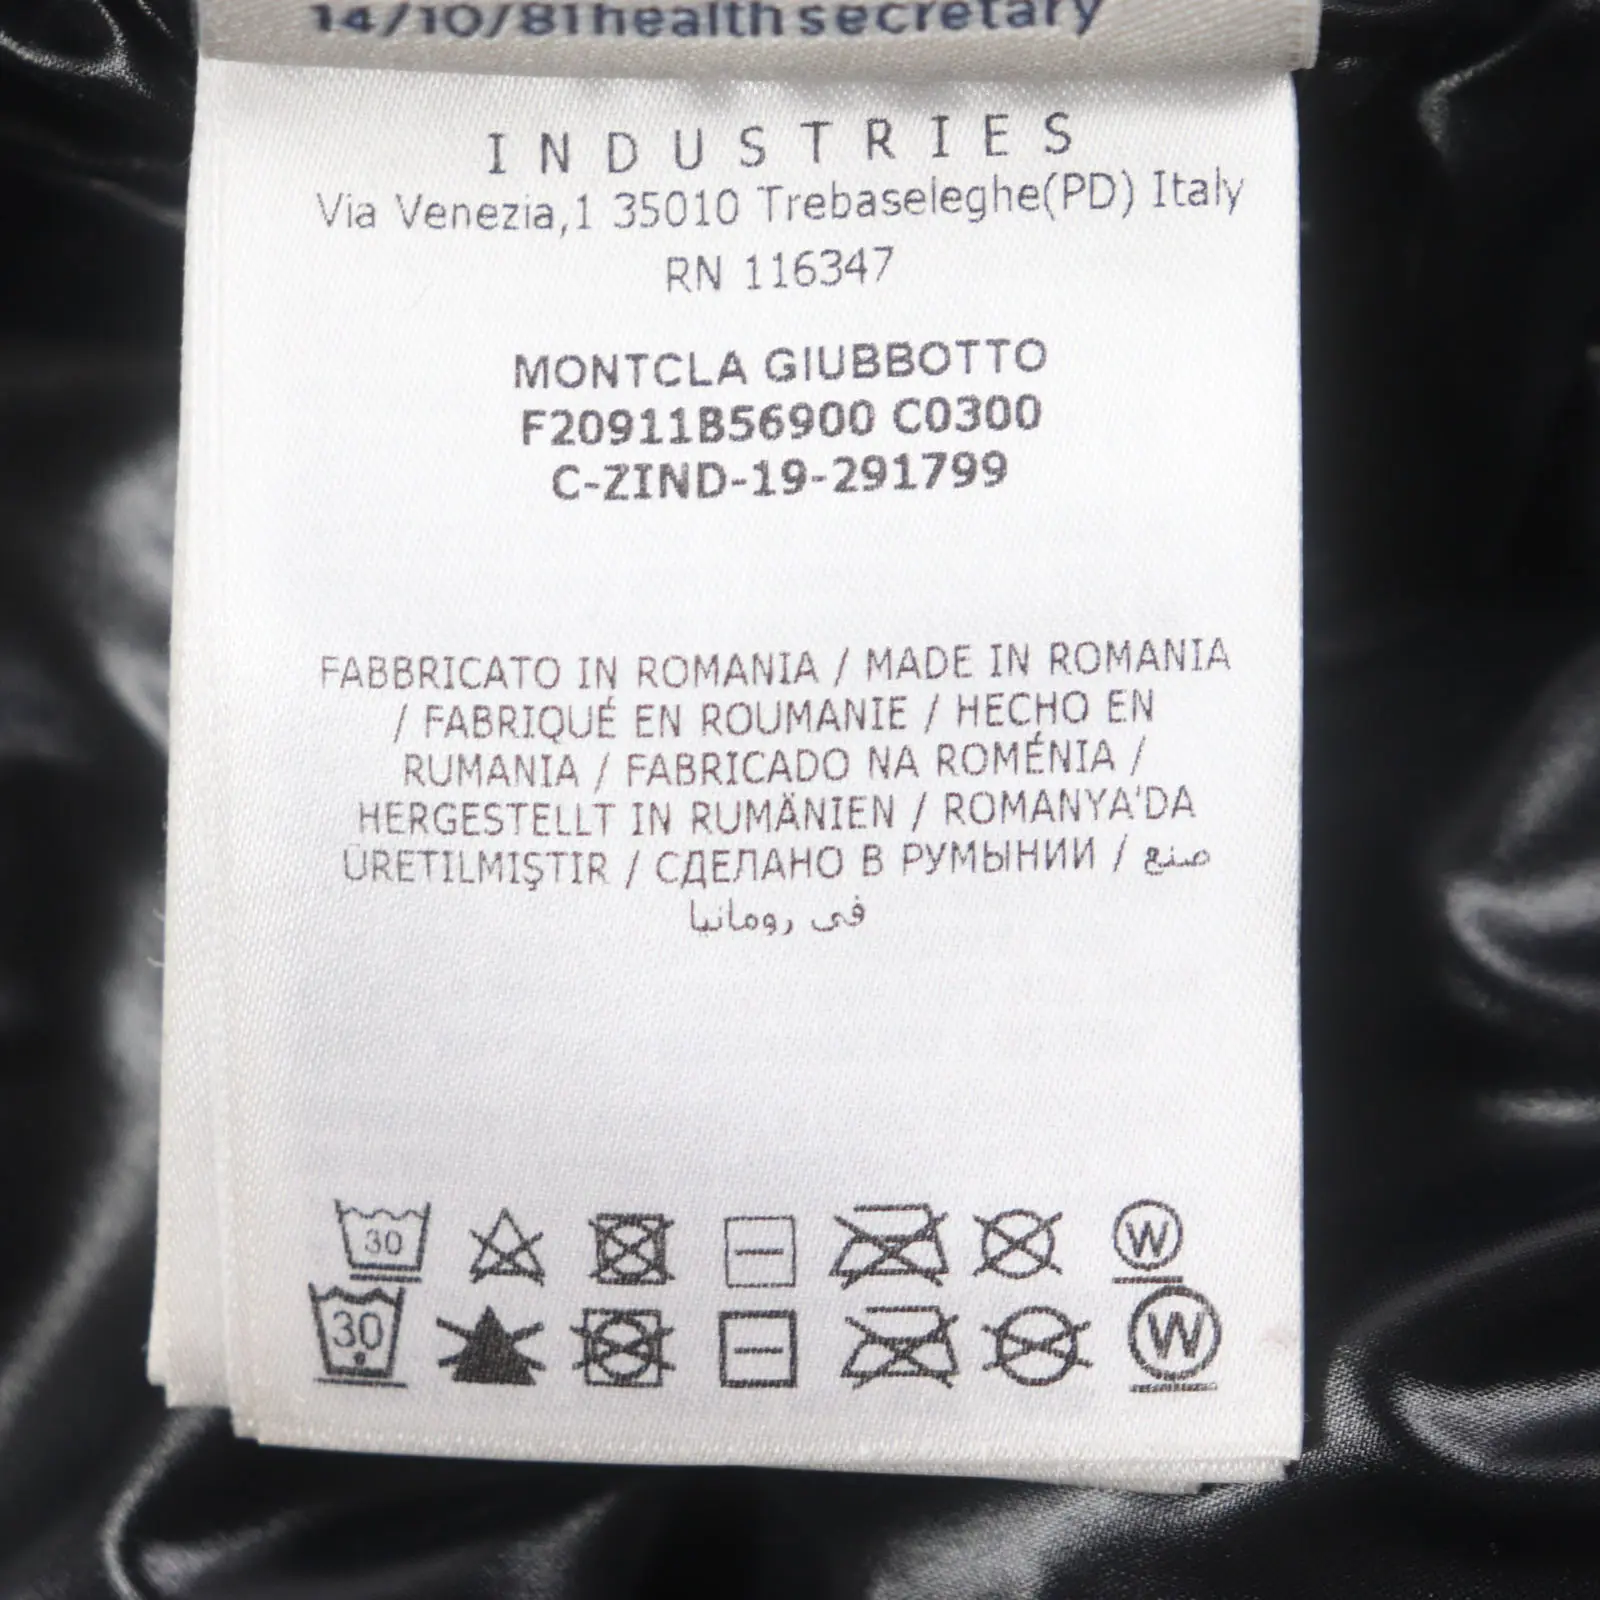 14/10/81 health secretary
INDUSTRIES
Via Venezia,1 35010 Trebaseleghe(PD) Italy
RN 116347
MONTCLA GIUBBOTTO
F20911B56900 C0300
C-ZIND-19-291799
FABBRICATO IN ROMANIA / MADE IN ROMANIA
/ FABRIQUÉ EN ROUMANIE / HECHO EN
RUMANIA / FABRICADO NA ROMÉNIA /
HERGESTELLT IN RUMÄNIEN / ROMANYA'DA
ÜRETILMIŞTIR / СДЕЛАНО В РУМЫНИИ / صنع
فى رومانيا
30 W
30 W